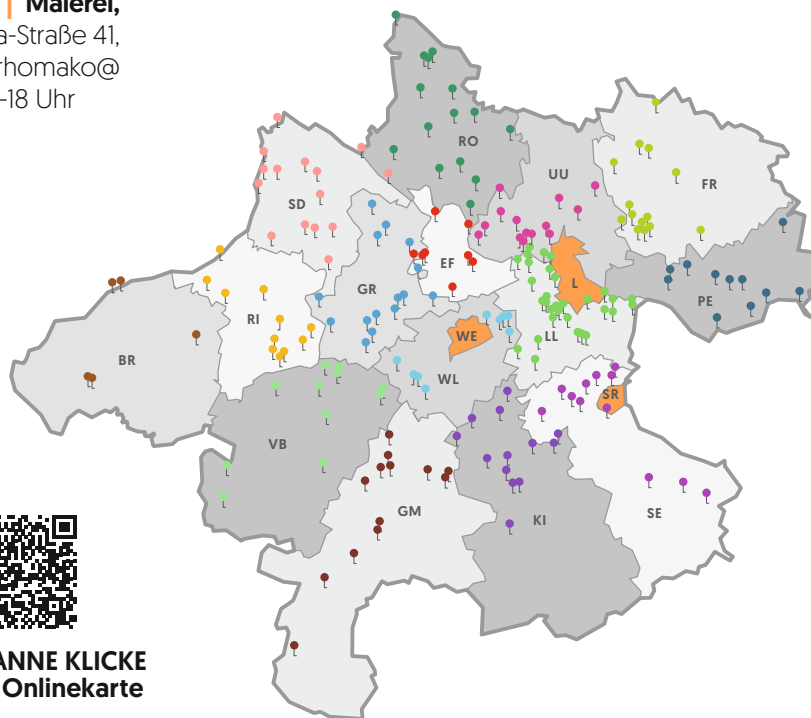 | Malerei,
a-Straße 41,
rhomako@
-18 Uhr
RO
UU
FR
SD
EF
L
GR
PE
RI
WE
LL
BR
WL
SR
VB
GM
KI
SE
ANNE KLICKE
Onlinekarte